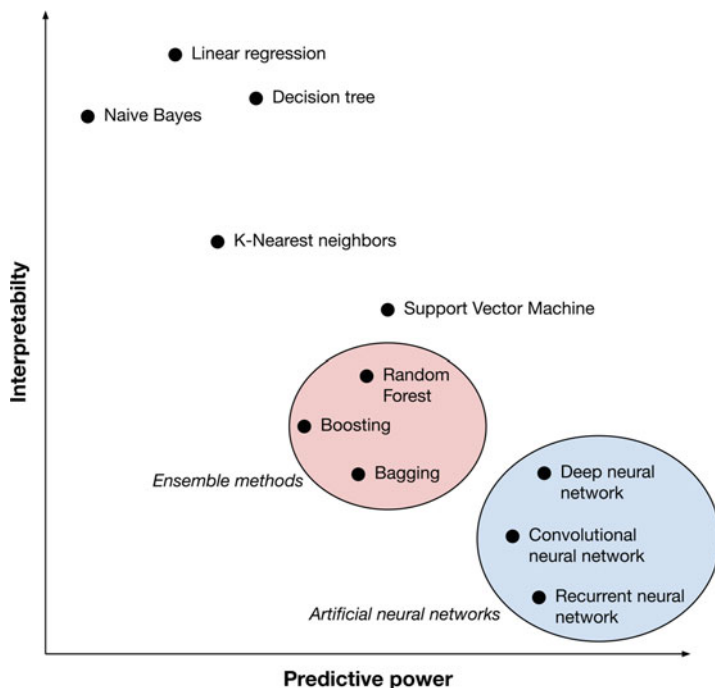 Linear regression
Decision tree
Naive Bayes
K-Nearest neighbors
Support Vector Machine
Interpretabilty
Random
Forest
Boosting
Bagging
Ensemble methods
Deep neural
network
Convolutional
neural network
Recurrent neural
network
Artificial neural networks
Predictive power